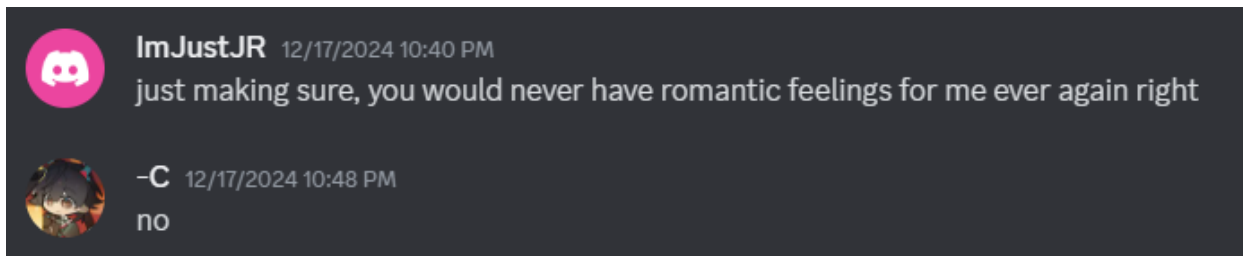 ImJustJR 12/17/2024 10:40 PM
just making sure, you would never have romantic feelings for me ever again right
-C 12/17/2024 10:48 PM
no